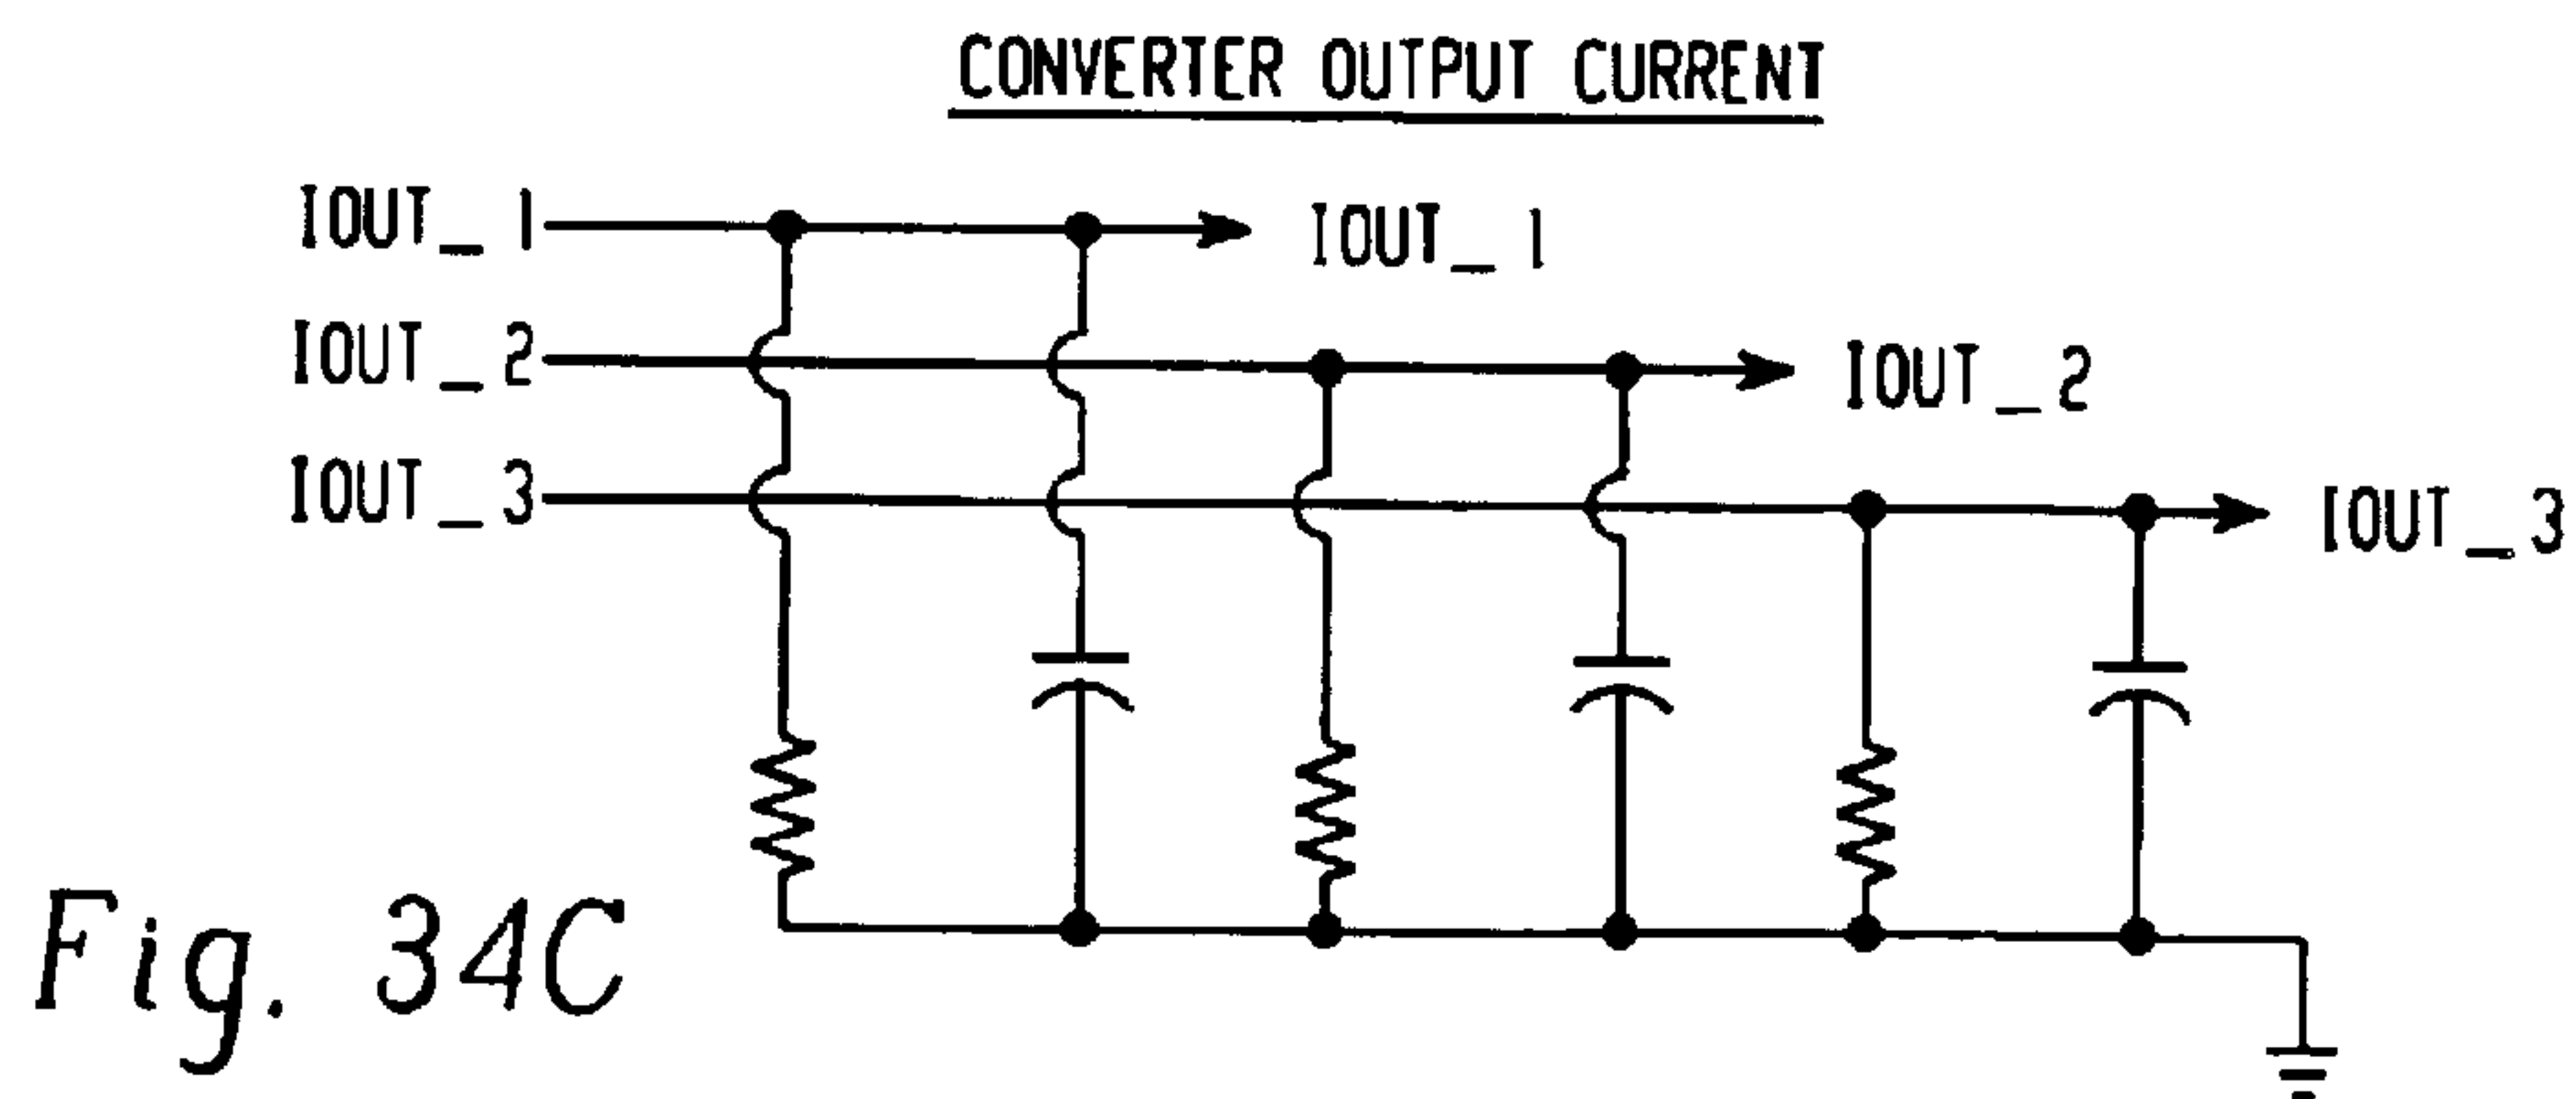 CONVERTER OUTPUT CURRENT
IOUT_1
IOUT_1
IOUT_2
IOUT_2
IOUT_3
IOUT_3
Fig. 34C